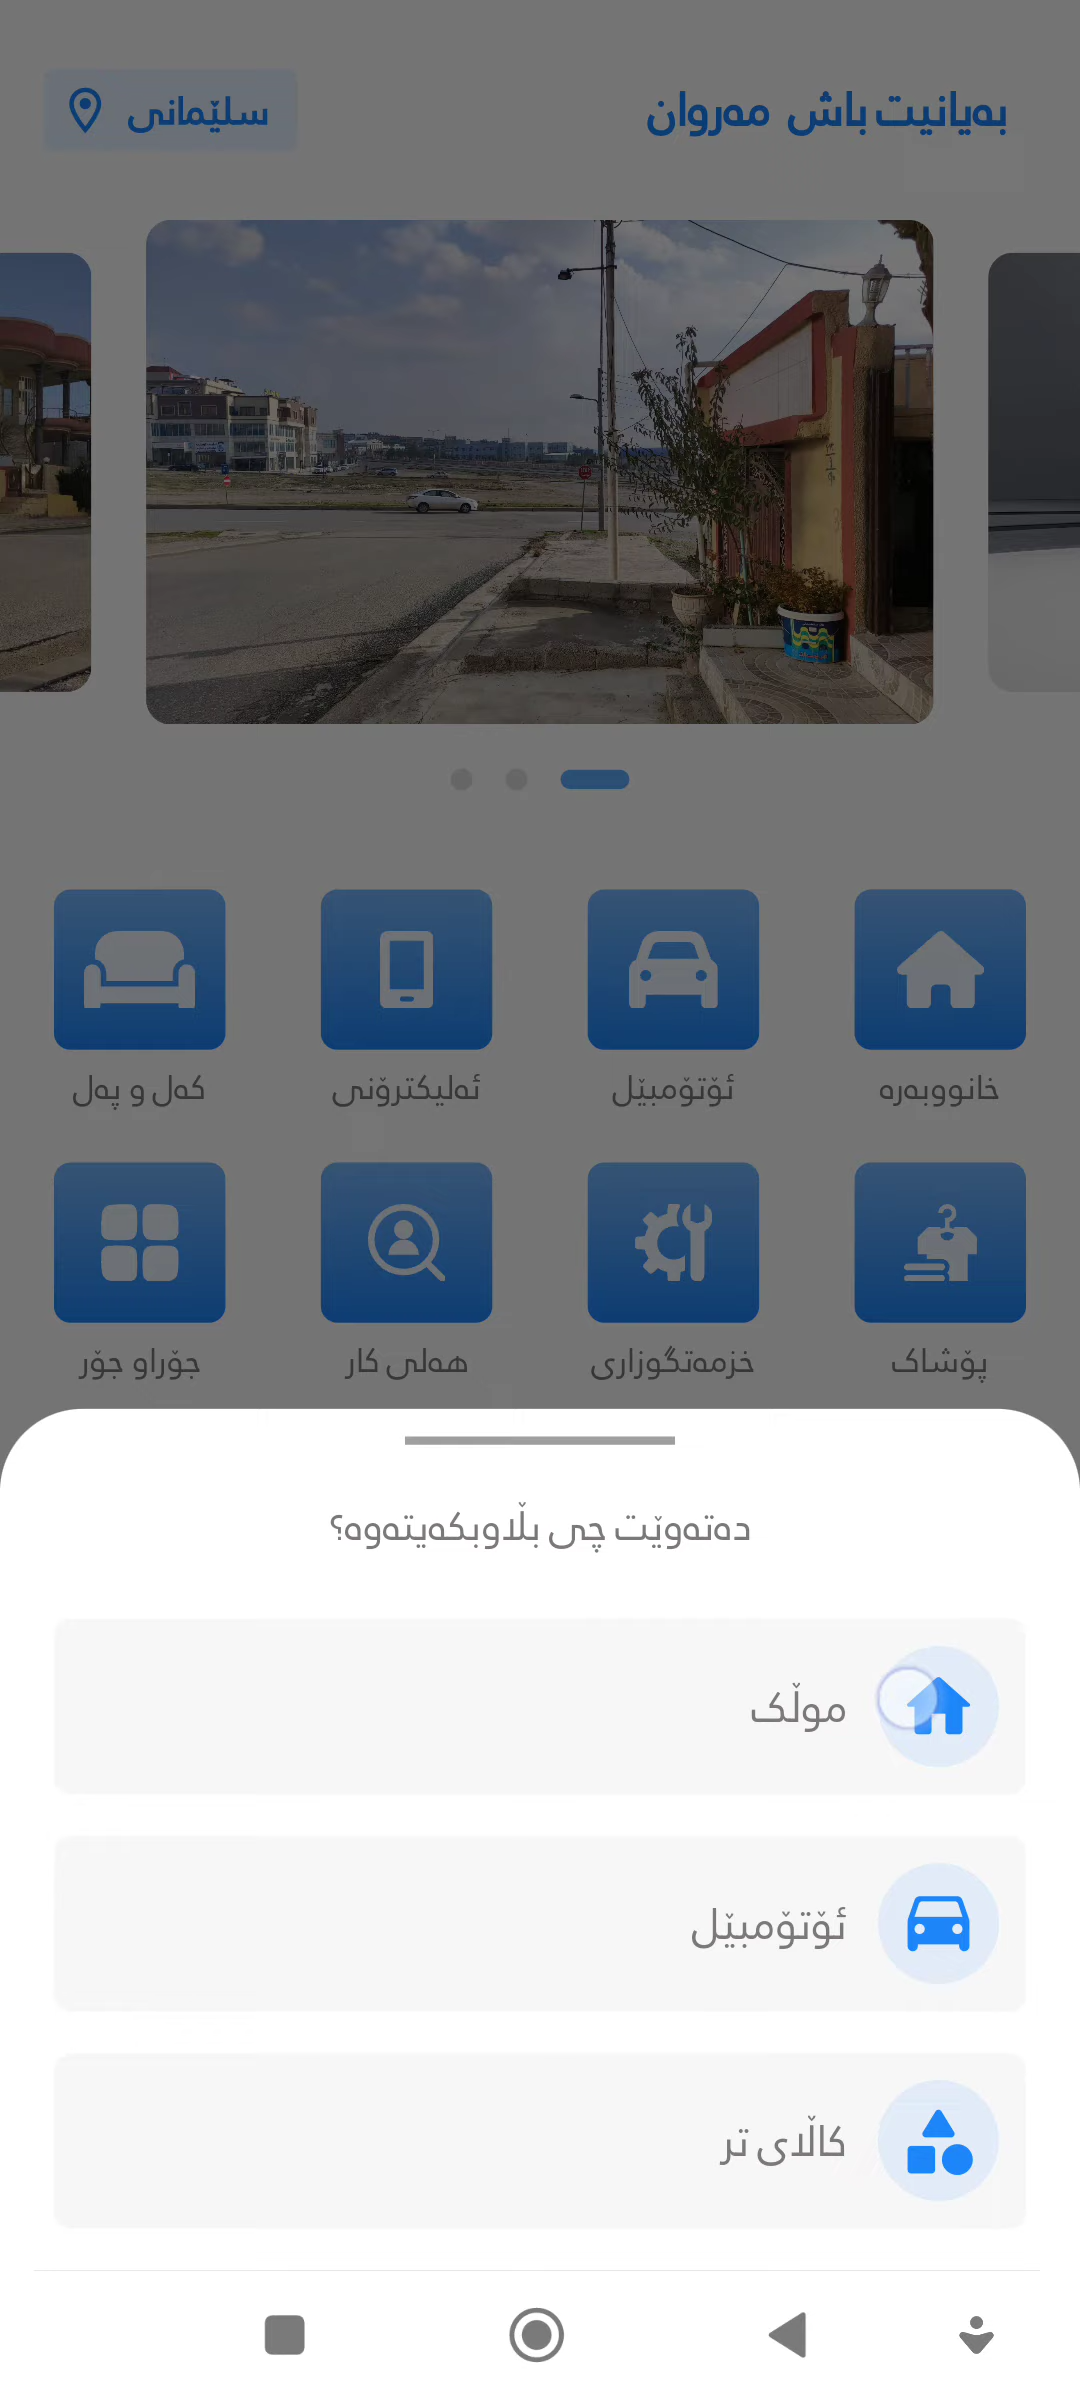 بەیانیت باش مەروان
سلێمانی
خانووبەرە
ئۆتۆمبێل
ئەلیکترۆنی
کەل و پەل
پۆشاک
خزمەتگوزاری
هەلی کار
جۆراو جۆر
دەتەوێت چی بڵاوبکەیتەوە؟
موڵک
ئۆتۆمبێل
کاڵای تر